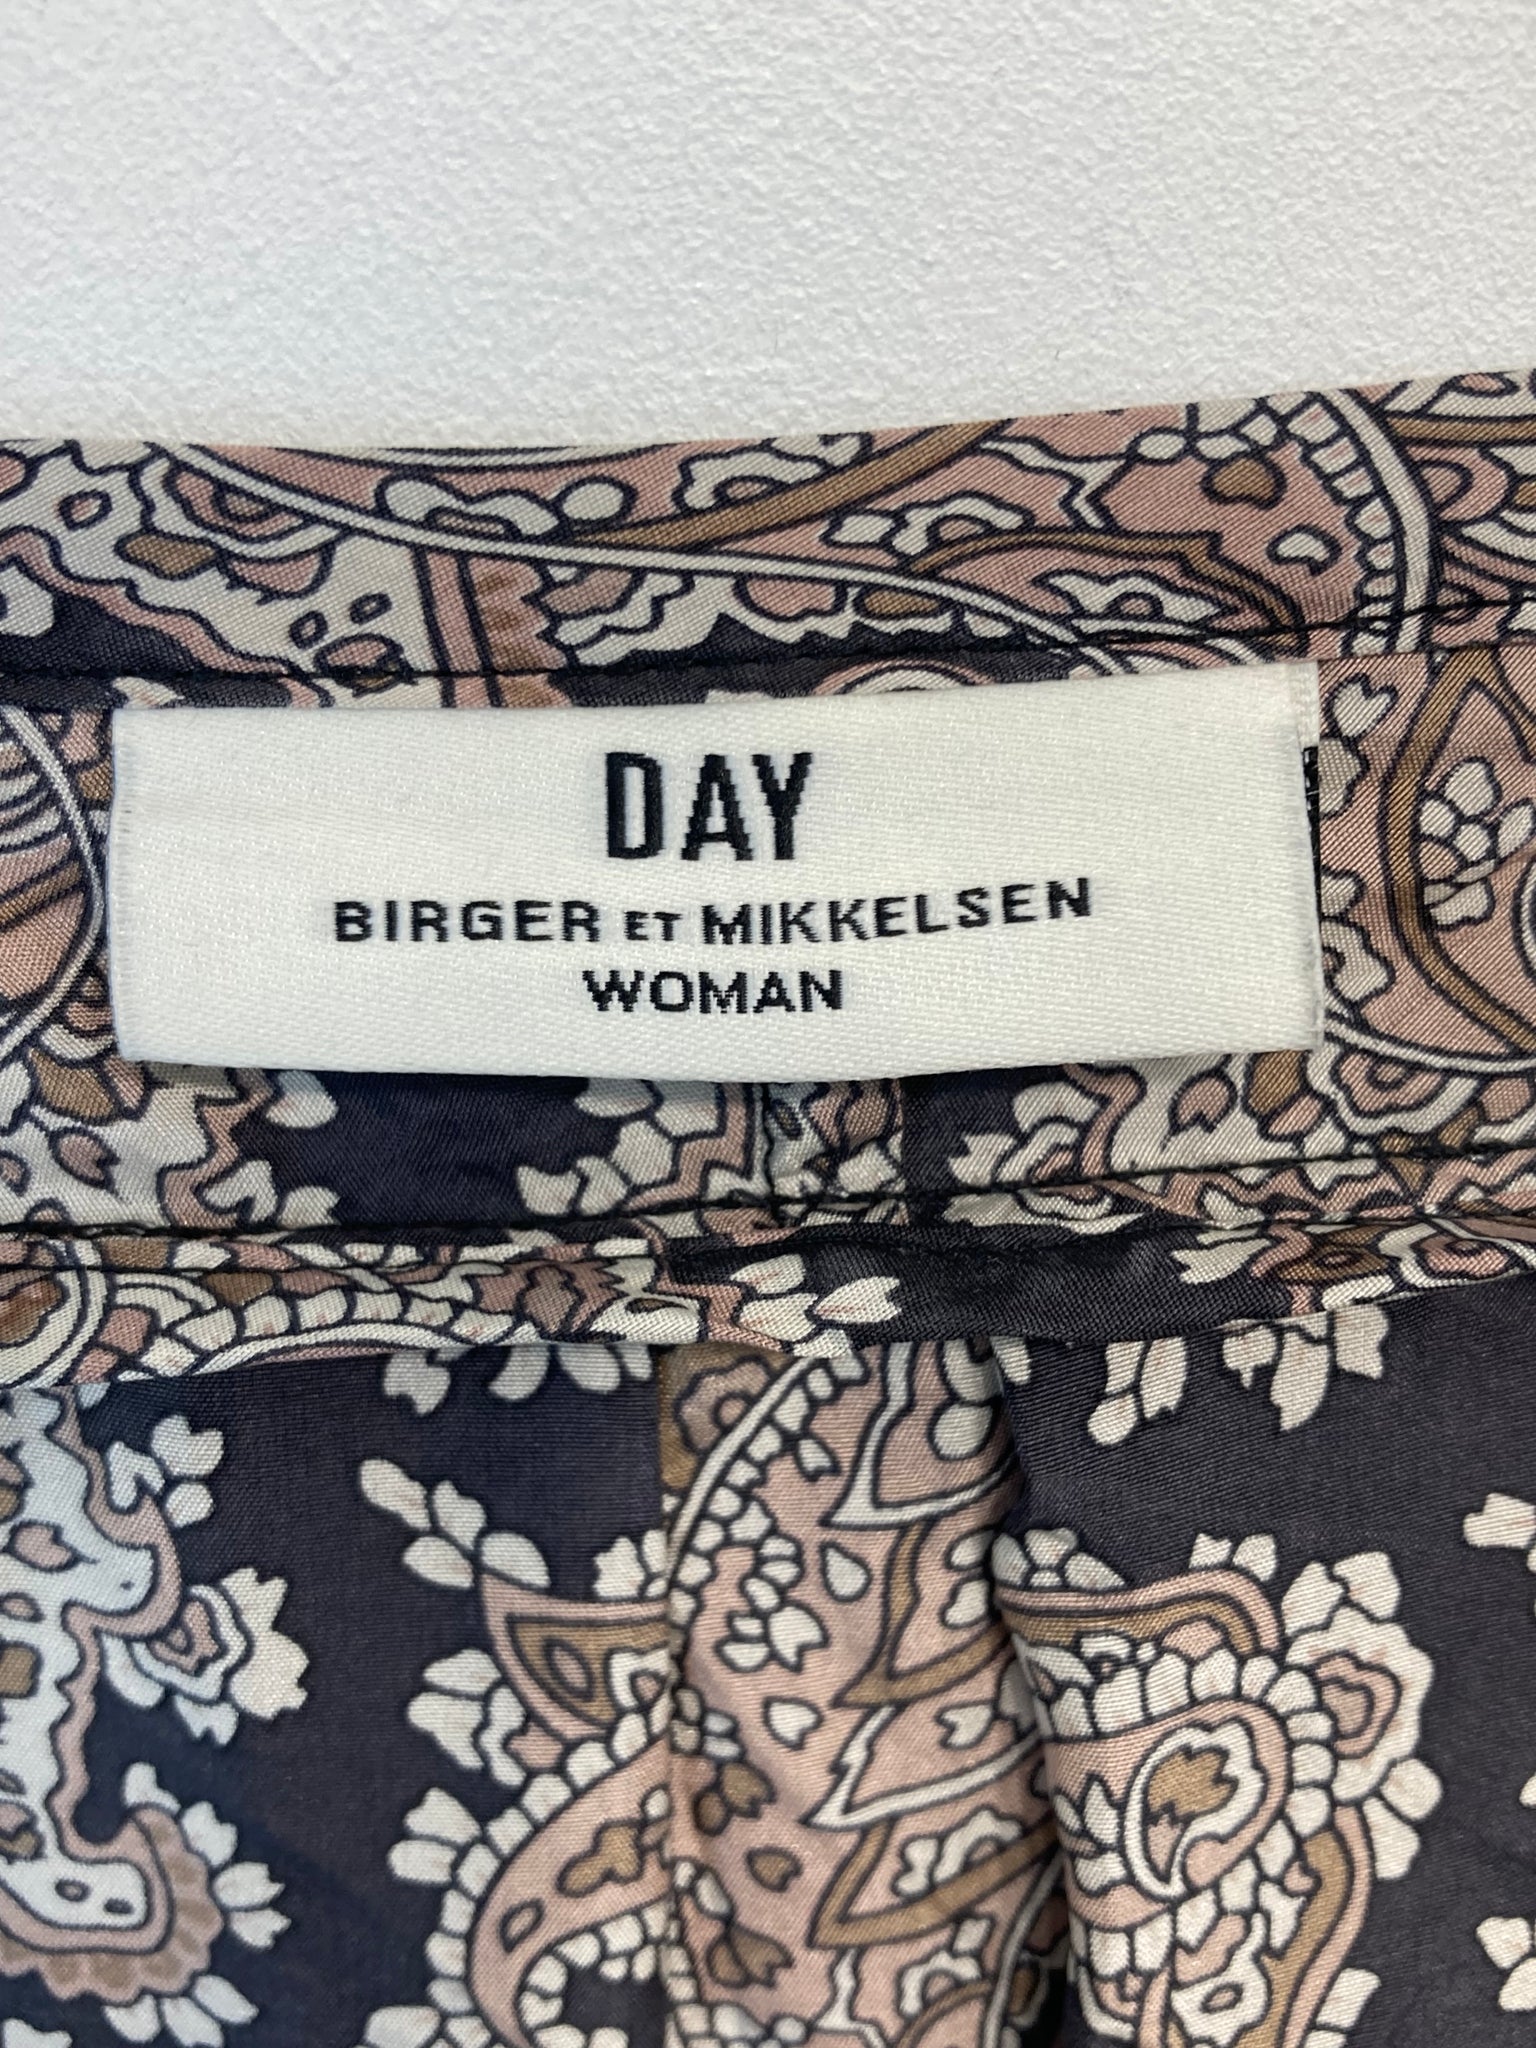 DAY
BIRGER ET MIKKELSEN
WOMAN